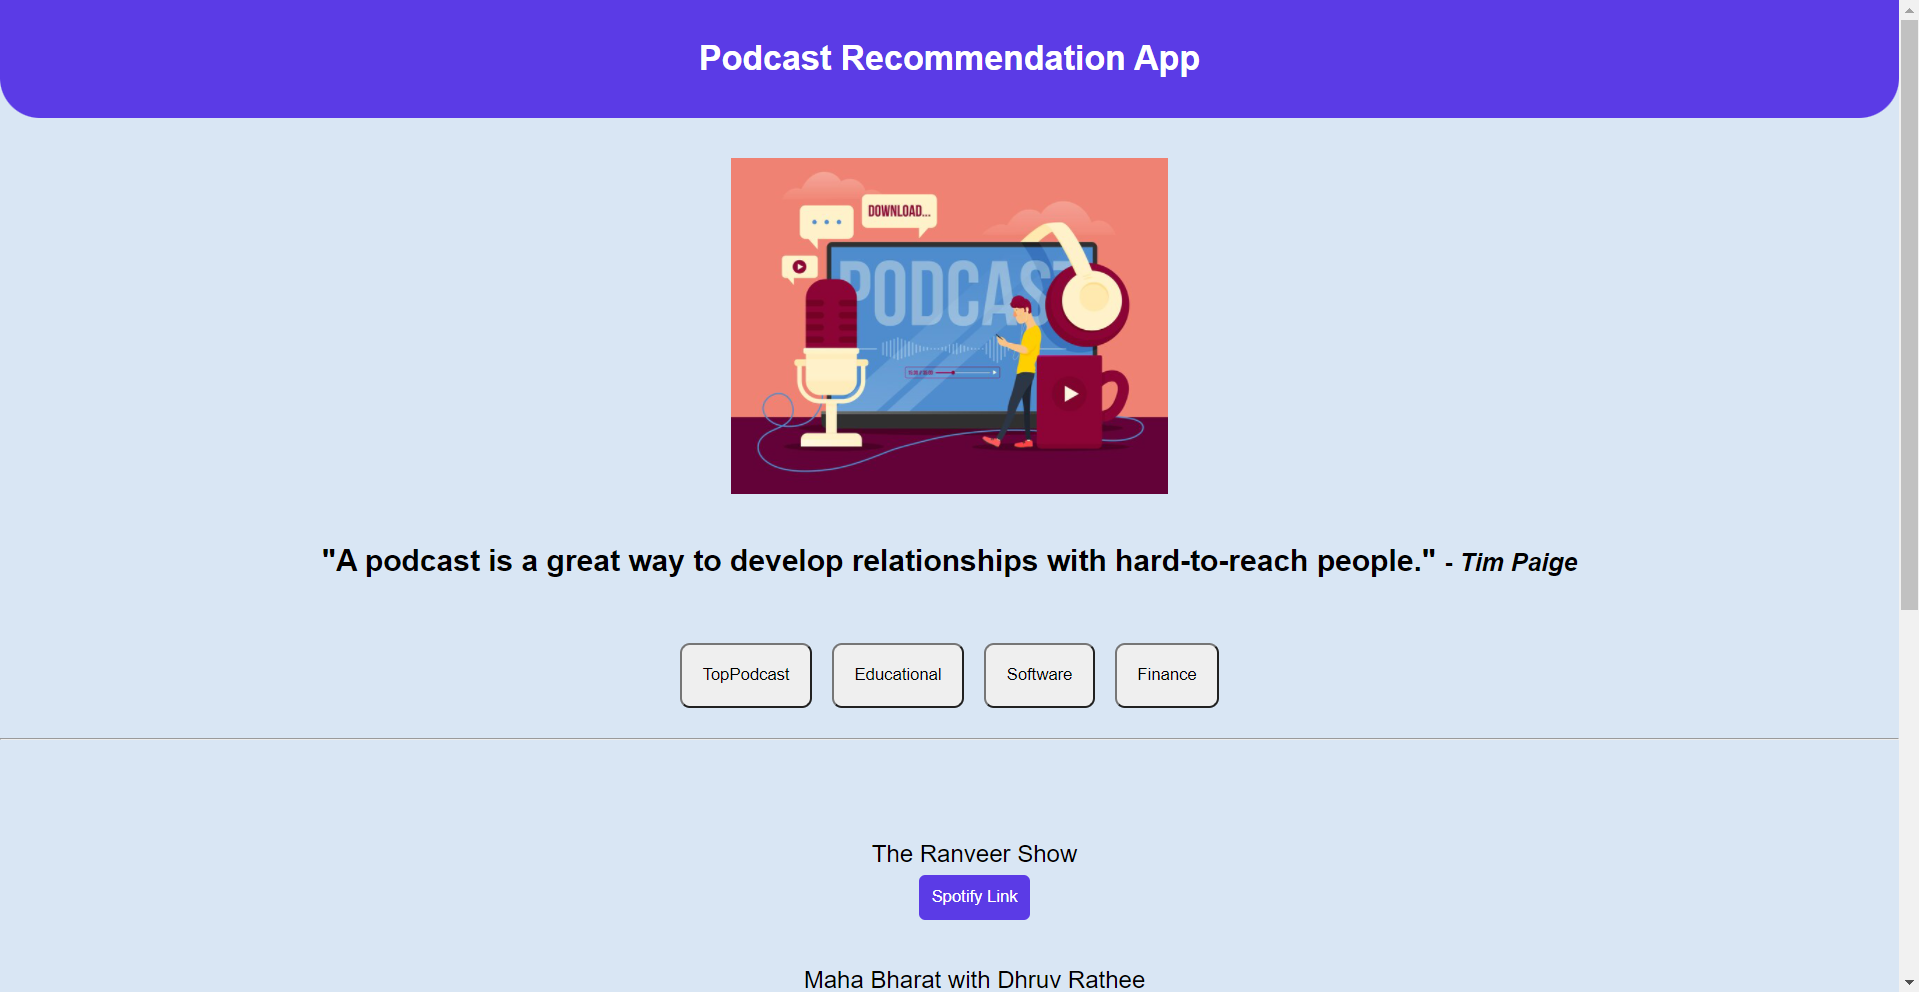 Podcast Recommendation App
DOWNLOAD...
PODCAST
"A podcast is a great way to develop relationships with hard-to-reach people." - Tim Paige
TopPodcast
Educational
Software
Finance
The Ranveer Show
Spotify Link
Maha Bharat with Dhruv Rathee